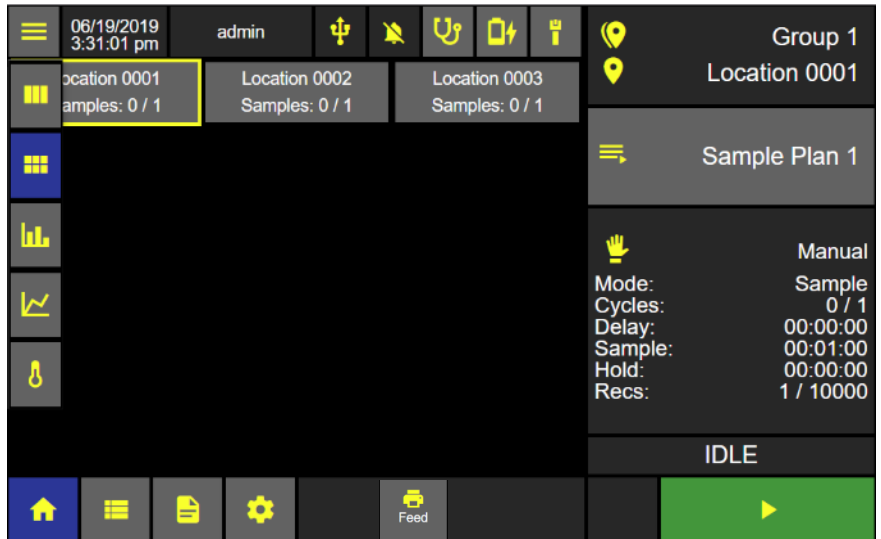 06/19/2019
3:31:01 pm
admin
Group 1
Location 0001
ocation 0001
amples: 0 / 1
Location 0002
Samples: 0 / 1
Location 0003
Samples: 0 / 1
Sample Plan 1
Manual
Mode: Sample
Cycles: 0 / 1
Delay: 00:00:00
Sample: 00:01:00
Hold: 00:00:00
Recs: 1 / 10000
IDLE
Feed